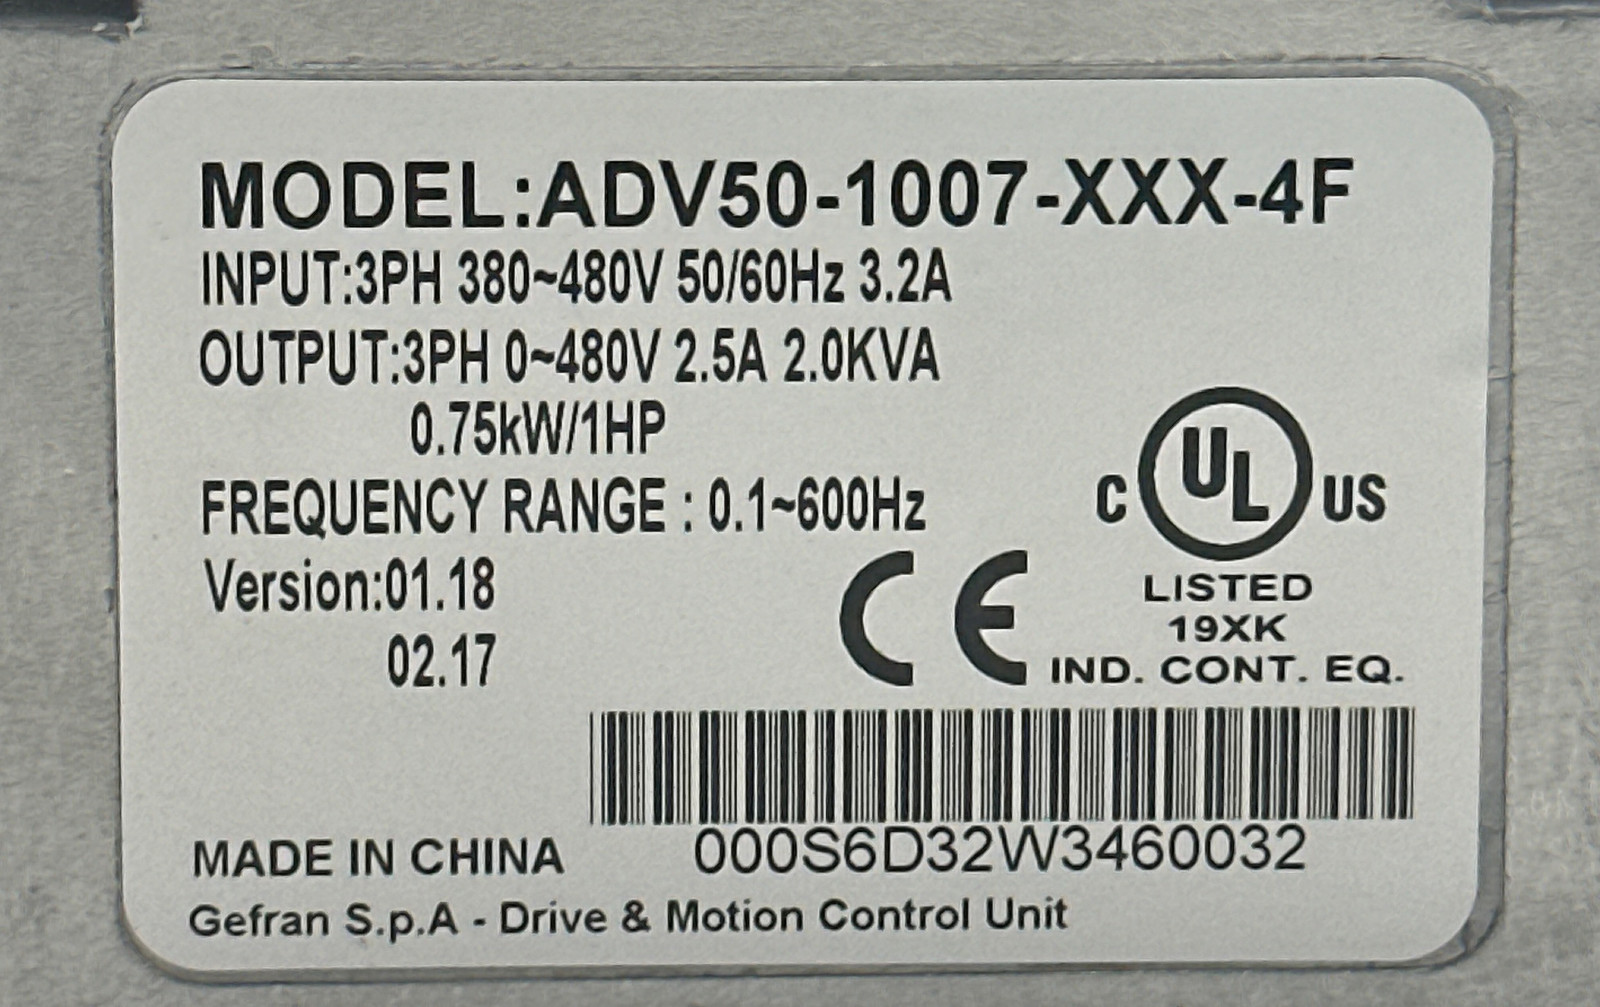 MODEL:ADV50-1007-XXX-4F
INPUT:3PH 380~480V 50/60Hz 3.2A
OUTPUT:3PH 0~480V 2.5A 2.0KVA
0.75kW/1HP
FREQUENCY RANGE : 0.1~600Hz
Version:01.18
02.17
C UL US
LISTED
19XK
IND. CONT. EQ.
CE
000S6D32W3460032
MADE IN CHINA
Gefran S.p.A - Drive & Motion Control Unit